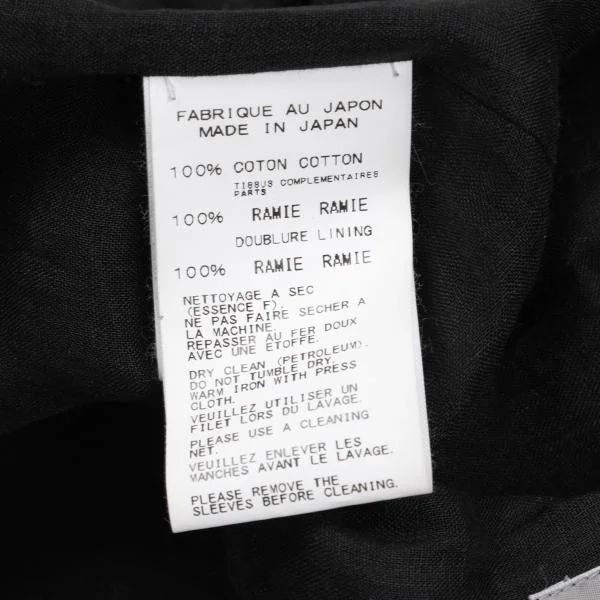 FABRIQUE AU JAPON
MADE IN JAPAN
100% COTON COTTON
TISSUS COMPLEMENTAIRES
PARTS
100% RAMIE RAMIE
DOUBLURE LINING
100% RAMIE RAMIE
NETTOYAGE A SEC
(ESSENCE F).
NE PAS FAIRE SECHER A
LA MACHINE.
REPASSER AU FER DOUX
AVEC UNE ETOFFE.
DRY CLEAN (PETROLEUM).
DO NOT TUMBLE DRY.
WARM IRON WITH PRESS
CLOTH.
VEUILLEZ UTILISER UN
FILET LORS DU LAVAGE.
PLEASE USE A CLEANING
NET.
VEUILLEZ ENLEVER LES
MANCHES AVANT LE LAVAGE.
PLEASE REMOVE THE
SLEEVES BEFORE CLEANING.